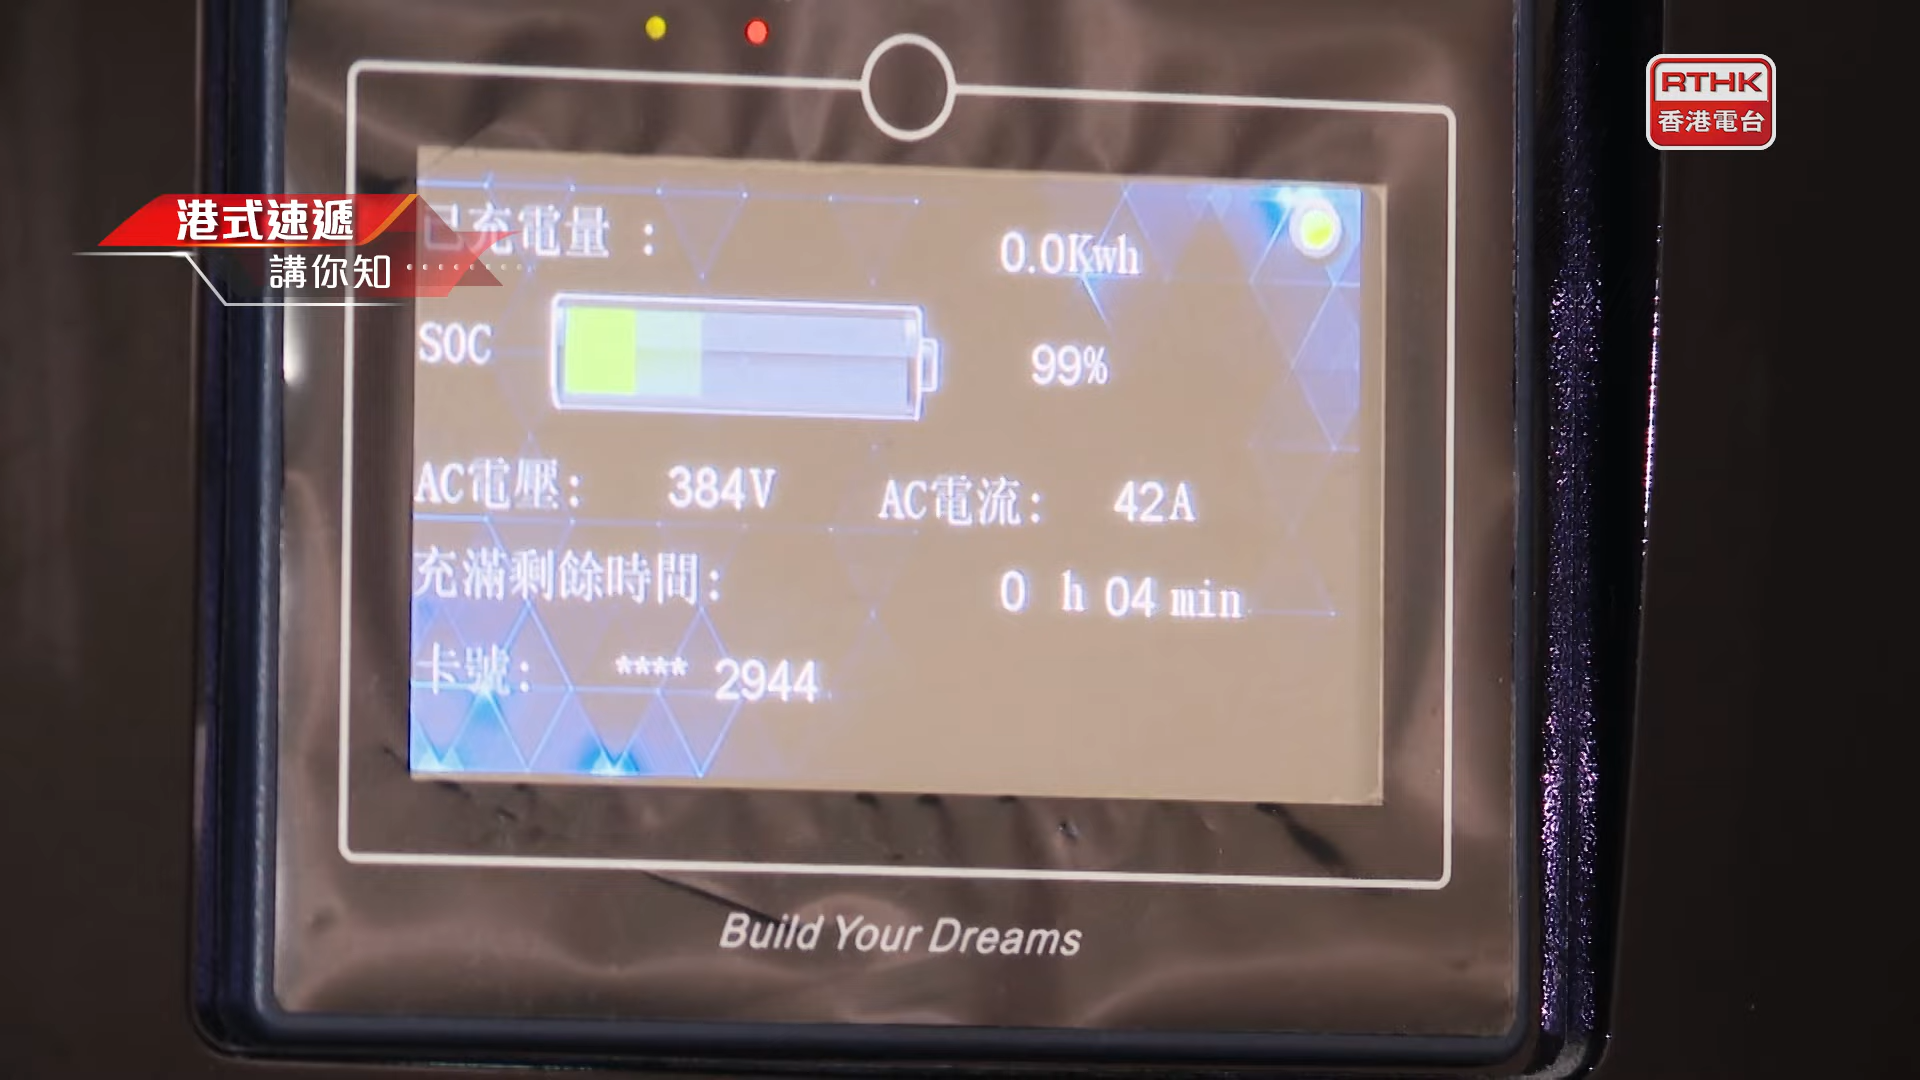 RTHK
香港電台
港式速遞
講你知
已充電量： 0.0Kwh
SOC 99%
AC電壓: 384V AC電流: 42A
充滿剩餘時間: 0 h 04 min
卡號: **** 2944
Build Your Dreams